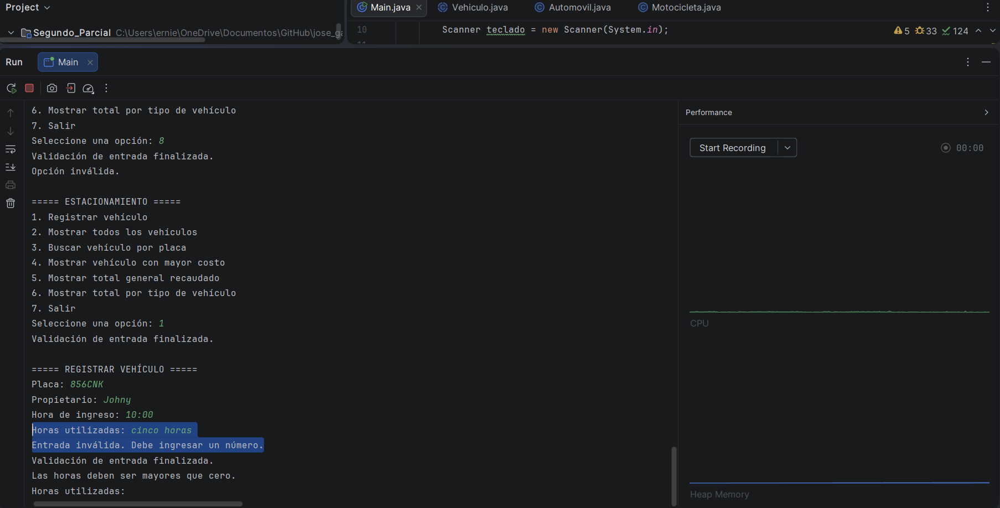 Project
Main.java
Vehiculo.java
Automovil.java
Motocicleta.java
Segundo_Parcial C:\Users\ernie\OneDrive\Documentos\GitHub\jose_ga
10 Scanner teclado = new Scanner(System.in);
5 33 124
Run Main
6. Mostrar total por tipo de vehículo
7. Salir
Seleccione una opción: 8
Validación de entrada finalizada.
Opción inválida.
===== ESTACIONAMIENTO =====
1. Registrar vehículo
2. Mostrar todos los vehículos
3. Buscar vehículo por placa
4. Mostrar vehículo con mayor costo
5. Mostrar total general recaudado
6. Mostrar total por tipo de vehículo
7. Salir
Seleccione una opción: 1
Validación de entrada finalizada.
===== REGISTRAR VEHÍCULO =====
Placa: 856CNK
Propietario: Johny
Hora de ingreso: 10:00
Horas utilizadas: cinco horas
Entrada inválida. Debe ingresar un número.
Validación de entrada finalizada.
Las horas deben ser mayores que cero.
Horas utilizadas:
Performance
Start Recording
00:00
CPU
Heap Memory